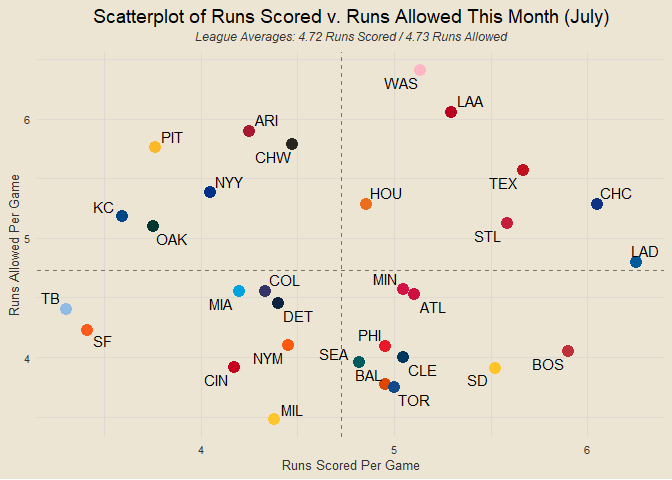 Scatterplot of Runs Scored v. Runs Allowed This Month (July)
League Averages: 4.72 Runs Scored / 4.73 Runs Allowed
WAS
LAA
6
ARI
PIT
CHW
TEX
NYY
HOU
CHC
KC
OAK
STL
5
LAD
COL
MIN
TB
MIA
ATL
DET
SF
PHI
NYM
SEA
4
CLE
BOS
CIN
BAL
SD
TOR
MIL
Runs Allowed Per Game
4
5
6
Runs Scored Per Game